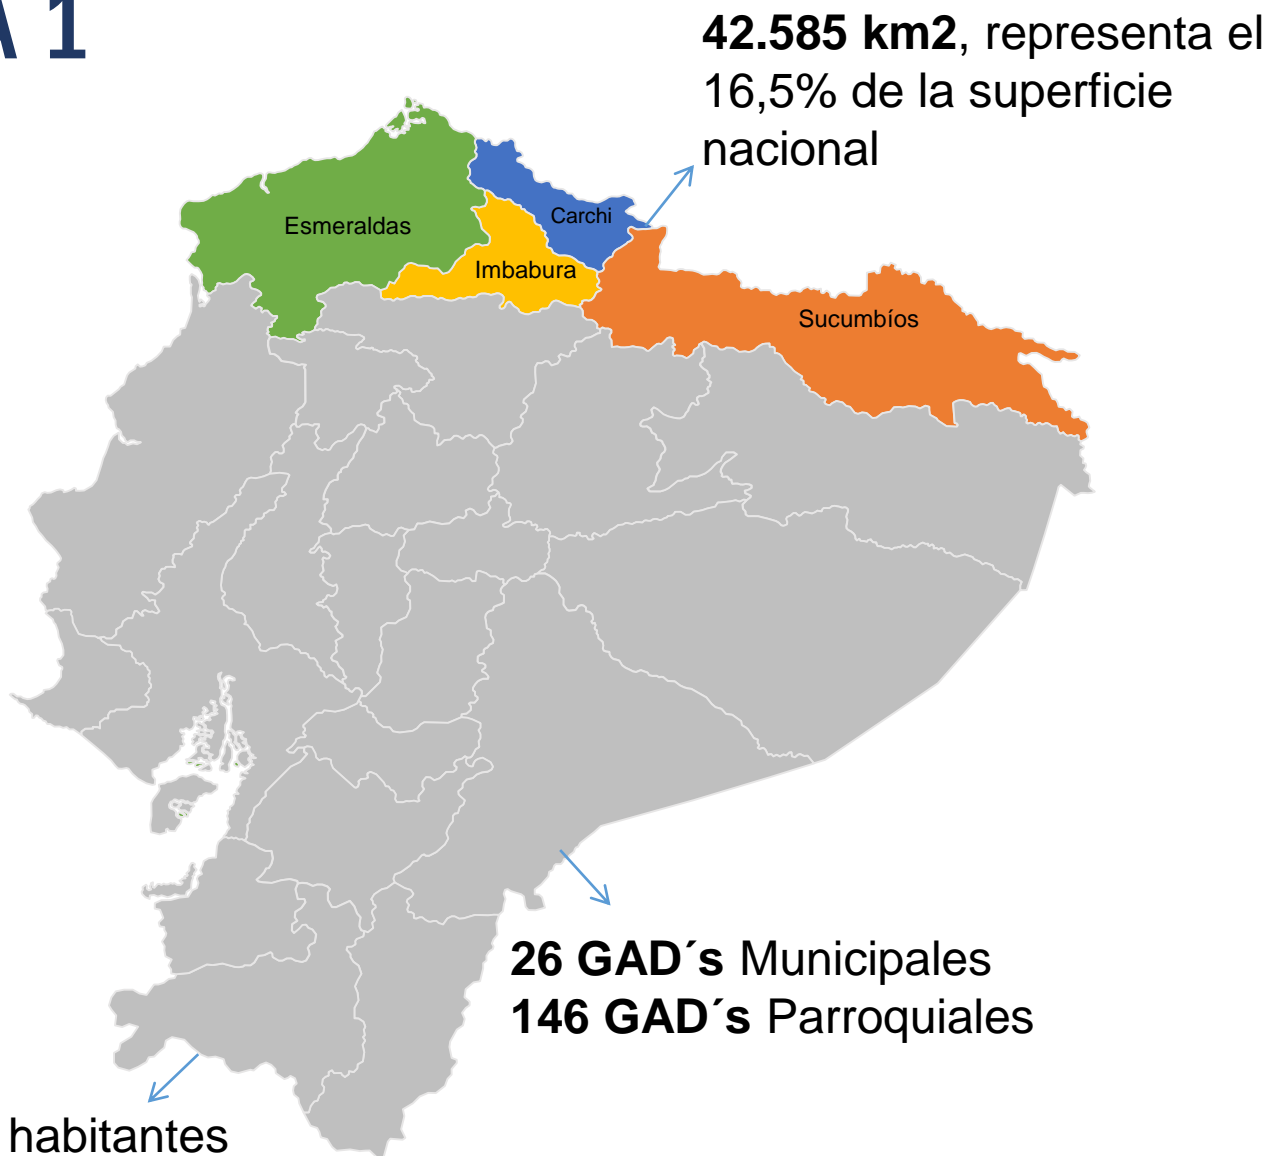 A 1
42.585 km2, representa el
16,5% de la superficie
nacional
Esmeraldas
Carchi
Imbabura
Sucumbíos
26 GAD´s Municipales
146 GAD´s Parroquiales
habitantes